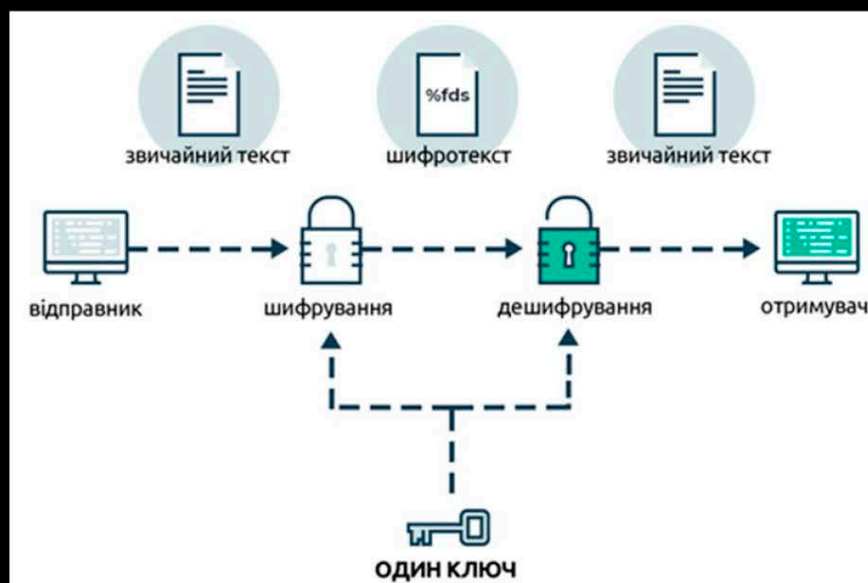 %fds
звичайний текст
шифротекст
звичайний текст
відправник
шифрування
дешифрування
отримувач
один ключ